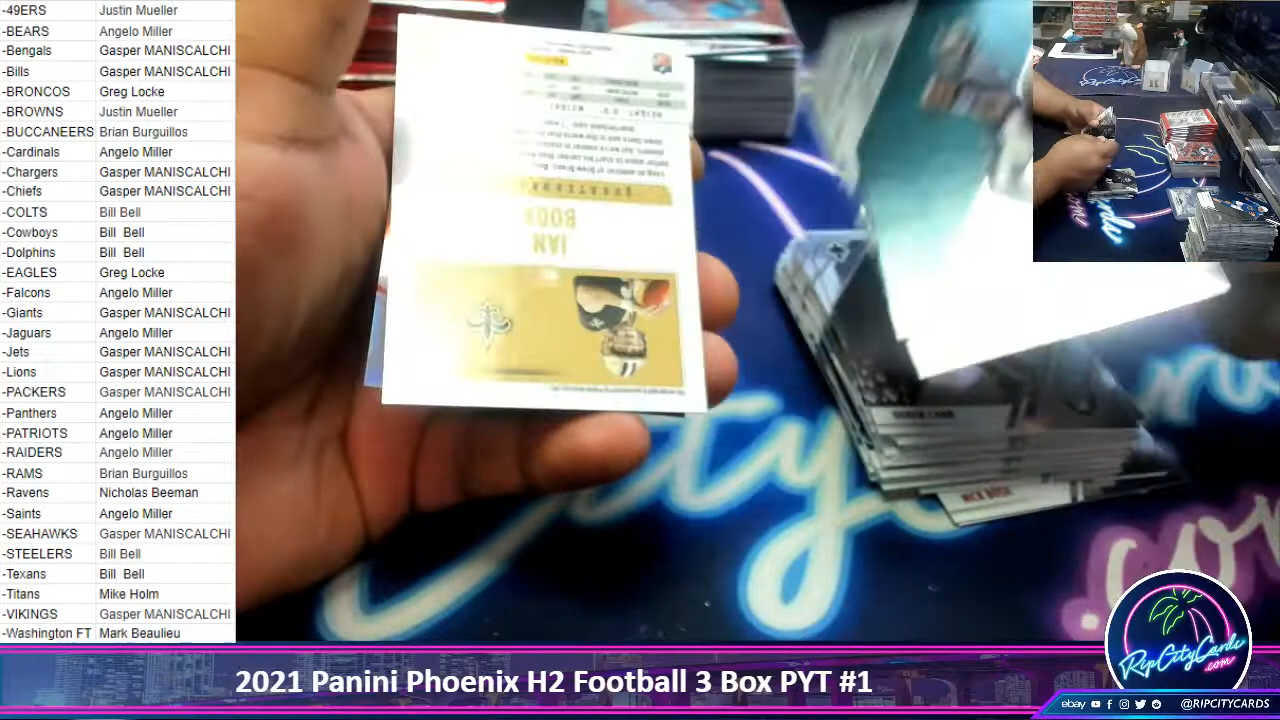 -49ERS Justin Mueller
-BEARS Angelo Miller
-Bengals Gasper MANISCALCHI
-Bills Gasper MANISCALCHI
-BRONCOS Greg Locke
-BROWNS Justin Mueller
-BUCCANEERS Brian Burguillos
-Cardinals Angelo Miller
-Chargers Gasper MANISCALCHI
-Chiefs Gasper MANISCALCHI
-COLTS Bill Bell
-Cowboys Bill Bell
-Dolphins Bill Bell
-EAGLES Greg Locke
-Falcons Angelo Miller
-Giants Gasper MANISCALCHI
-Jaguars Angelo Miller
-Jets Gasper MANISCALCHI
-Lions Gasper MANISCALCHI
-PACKERS Gasper MANISCALCHI
-Panthers Angelo Miller
-PATRIOTS Angelo Miller
-RAIDERS Angelo Miller
-RAMS Brian Burguillos
-Ravens Nicholas Beeman
-Saints Angelo Miller
-SEAHAWKS Gasper MANISCALCHI
-STEELERS Bill Bell
-Texans Bill Bell
-Titans Mike Holm
-VIKINGS Gasper MANISCALCHI
-Washington FT Mark Beaulieu
IAN
DEREK CARR
NICK
.com
RipCityCards
.com
2021 Panini Phoenix H2 Football 3 Box PYT #1
ebay @RIPCITYCARDS